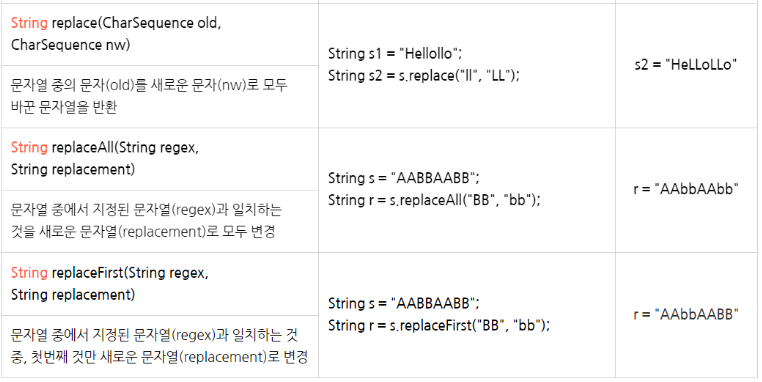 String replace(CharSequence old,
CharSequence nw)
문자열 중의 문자(old)를 새로운 문자(nw)로 모두
바꾼 문자열을 반환
String s1 = "Hellollo";
String s2 = s.replace("ll", "LL");
s2 = "HeLLoLLo"
String replaceAll(String regex,
String replacement)
문자열 중에서 지정된 문자열(regex)과 일치하는
것을 새로운 문자열(replacement)로 모두 변경
String s = "AABBAABB";
String r = s.replaceAll("BB", "bb");
r = "AAbbAAbb"
String replaceFirst(String regex,
String replacement)
문자열 중에서 지정된 문자열(regex)과 일치하는 것
중, 첫번째 것만 새로운 문자열(replacement)로 변경
String s = "AABBAABB";
String r = s.replaceFirst("BB", "bb");
r = "AAbbAABB"